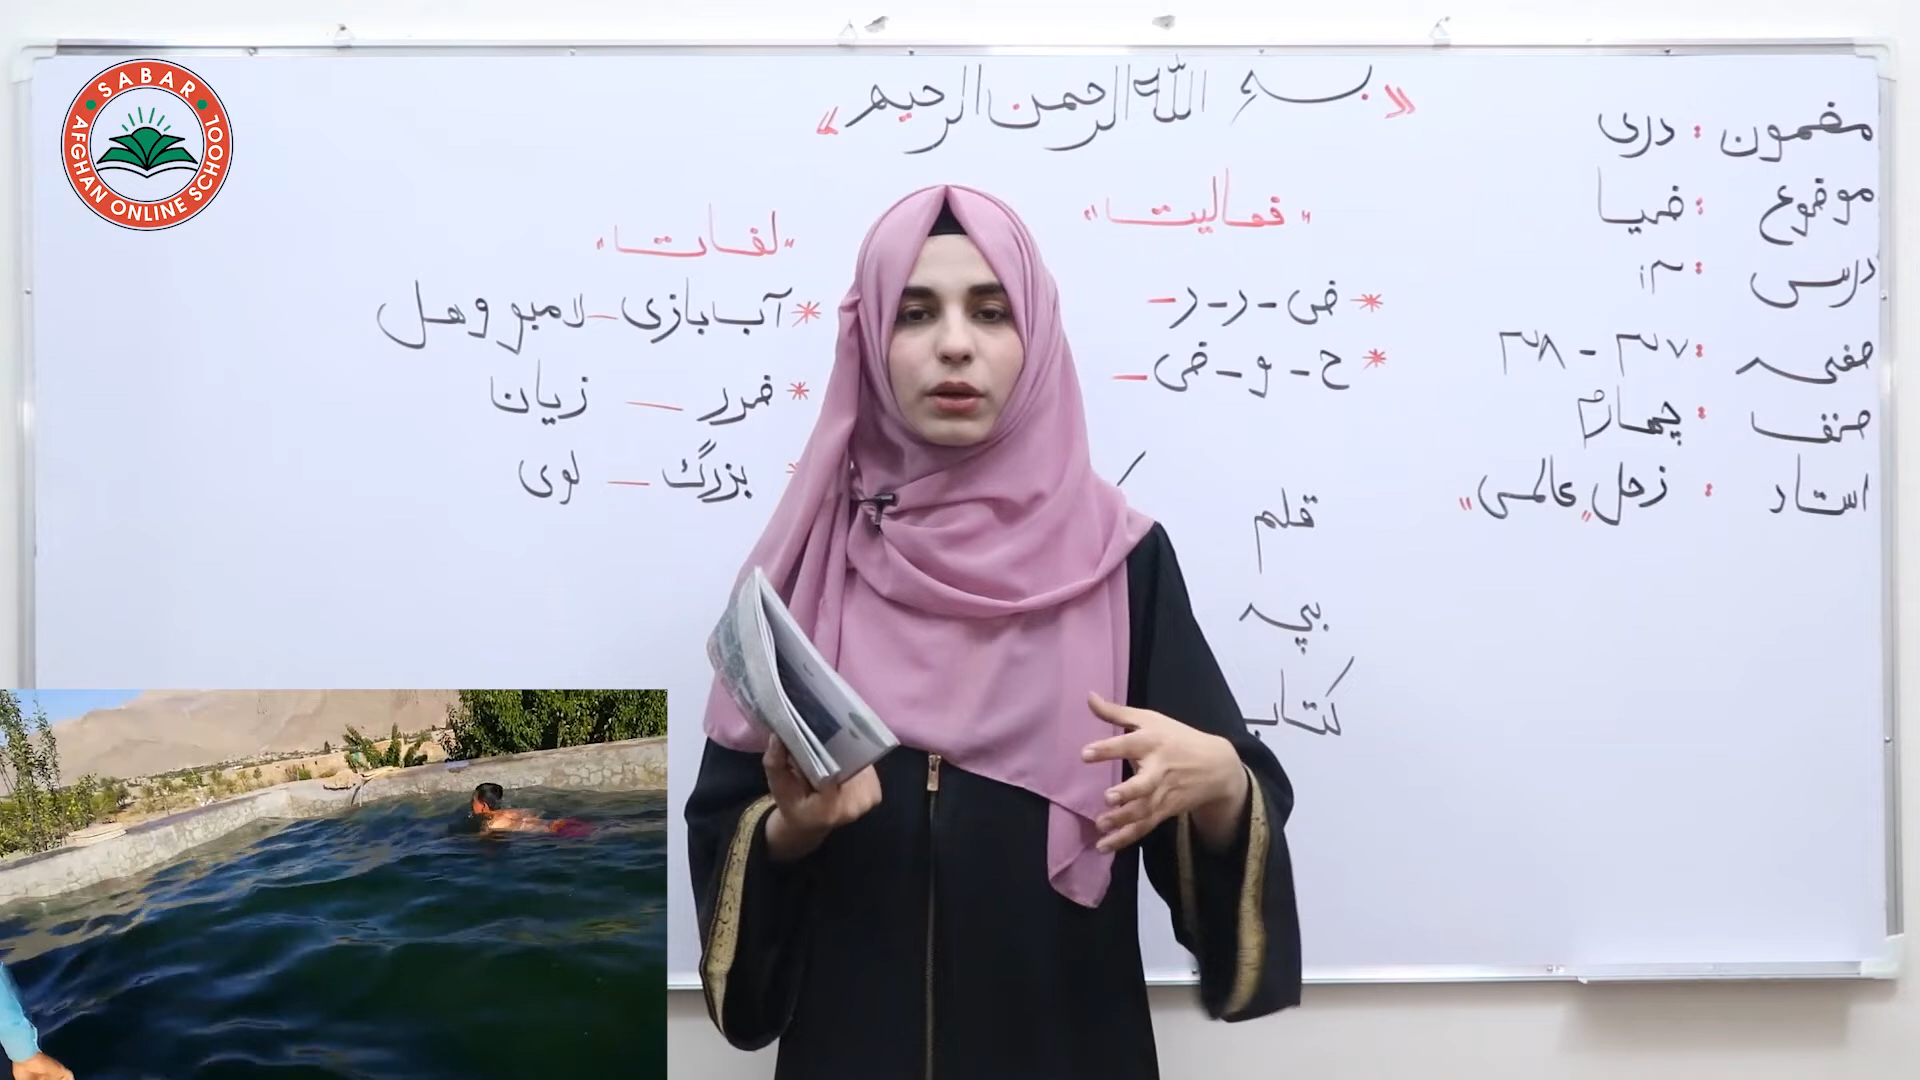 SABAR
AFGHAN ONLINE SCHOOL
« بسم الله الرحمن الرحیم »
مضمون : دری
موضوع : ضیا
درس : ۱۳
صفحه : ۳۷ - ۳۸
صنف : چهارم
استاد : زحل عالمی "
" فعالیت "
* ض - ر - ر -
* ح - و - ض -
قلم
بچه
کتاب
" لغات "
* آب بازی - لامبو وهل
* ضرر - زیان
* بزرگ - لوی